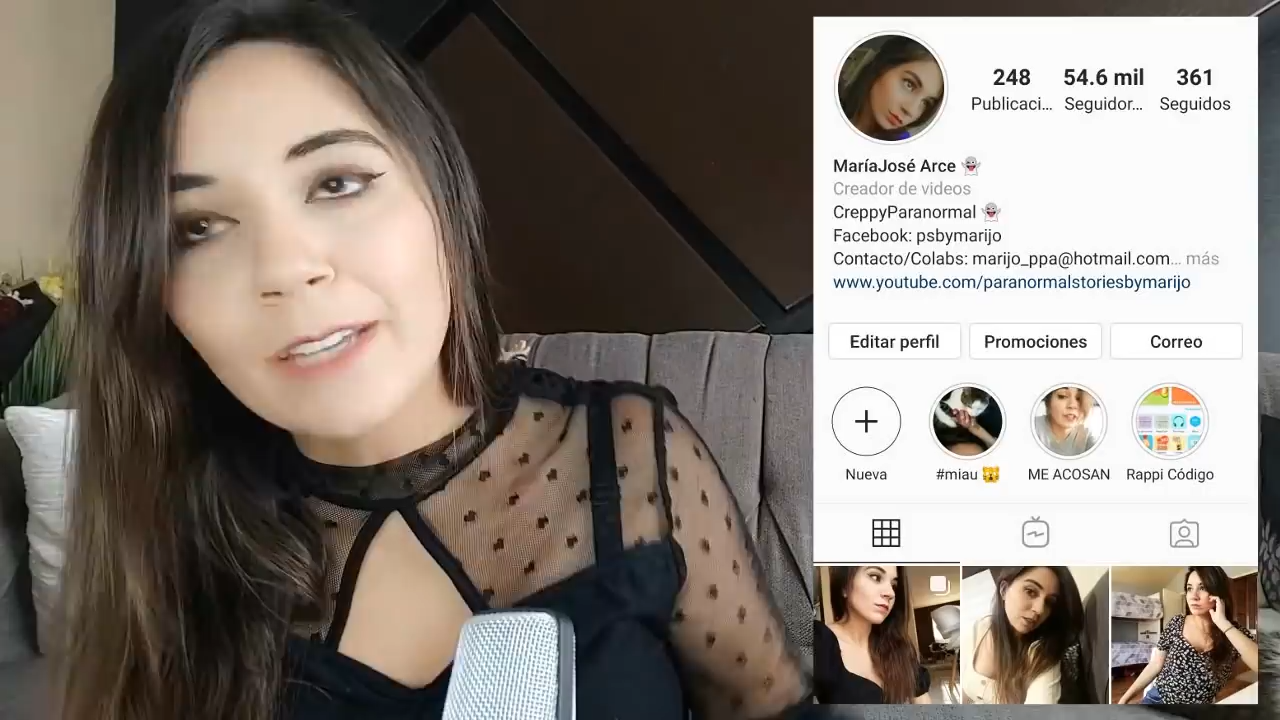 248 54.6 mil 361
Publicaci... Seguidor... Seguidos
MaríaJosé Arce 👻
Creador de videos
CreppyParanormal 👻
Facebook: psbymarijo
Contacto/Colabs: marijo_ppa@hotmail.com... más
www.youtube.com/paranormalstoriesbymarijo
Editar perfil Promociones Correo
Nueva #miau 🐯 ME ACOSAN Rappi Código